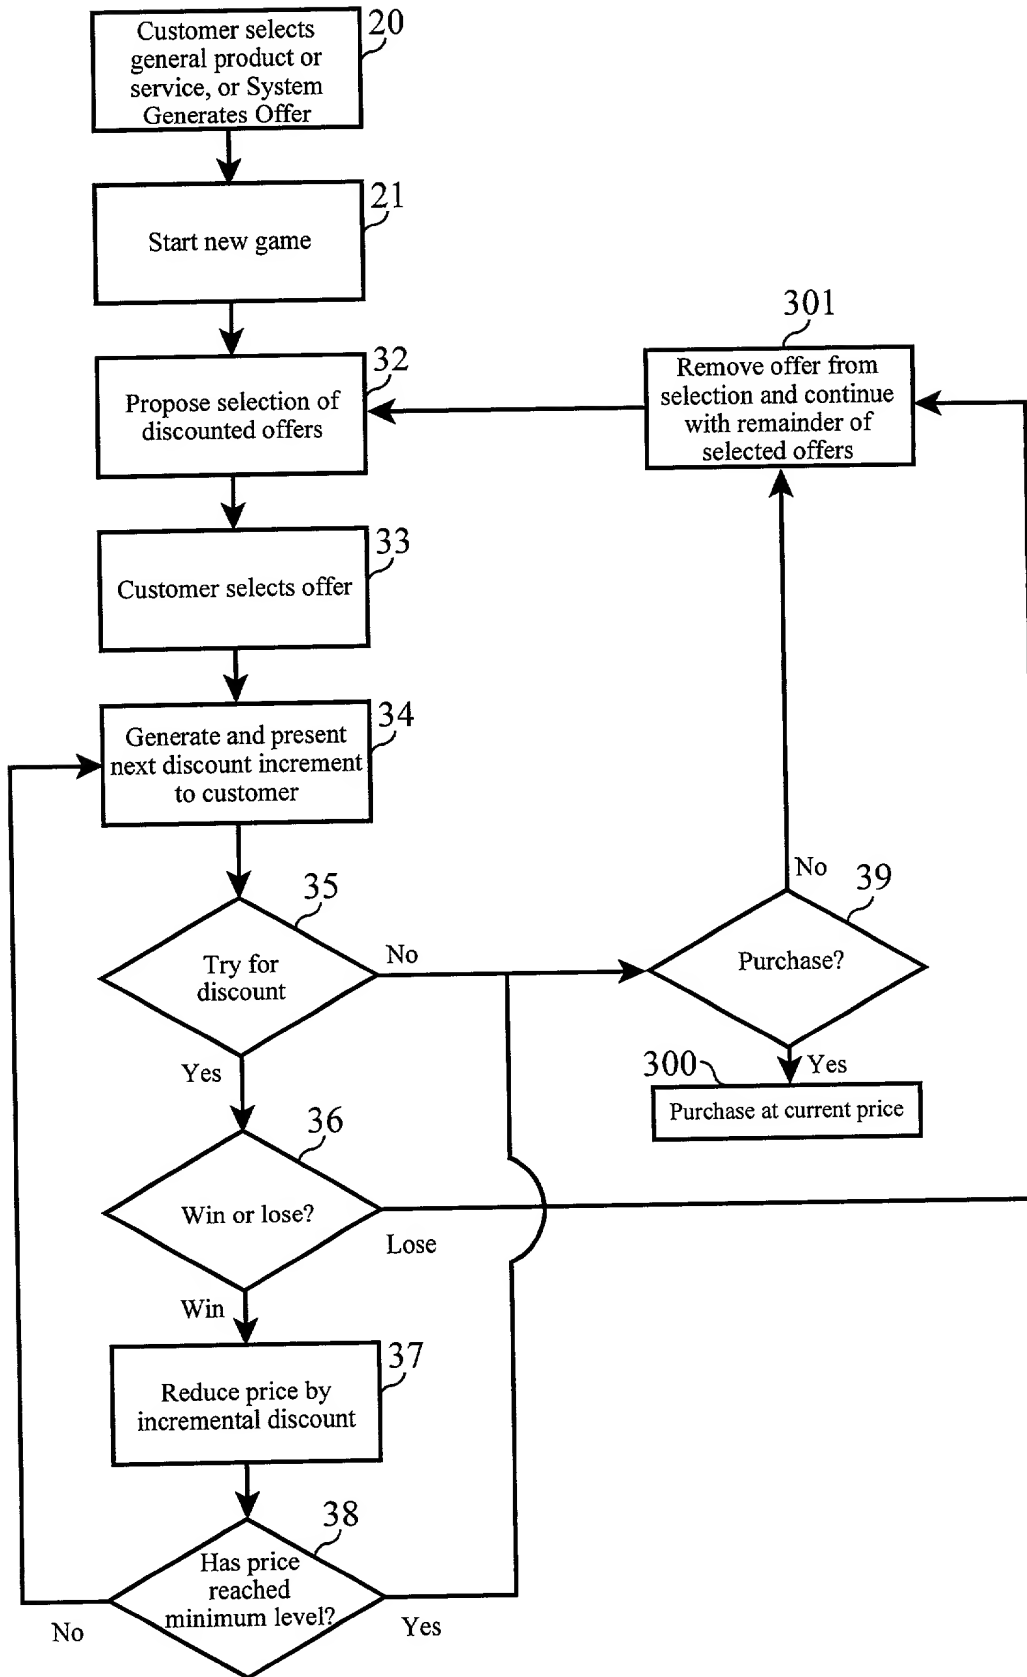 Customer selects
general product or
service, or System
Generates Offer
20
Start new game
21
Propose selection of
discounted offers
32
301
Remove offer from
selection and continue
with remainder of
selected offers
Customer selects offer
33
Generate and present
next discount increment
to customer
34
Try for
discount
35
No
Yes
Purchase?
39
No
Yes
300
Purchase at current price
Win or lose?
36
Lose
Win
Reduce price by
incremental discount
37
Has price
reached
minimum level?
38
No
Yes